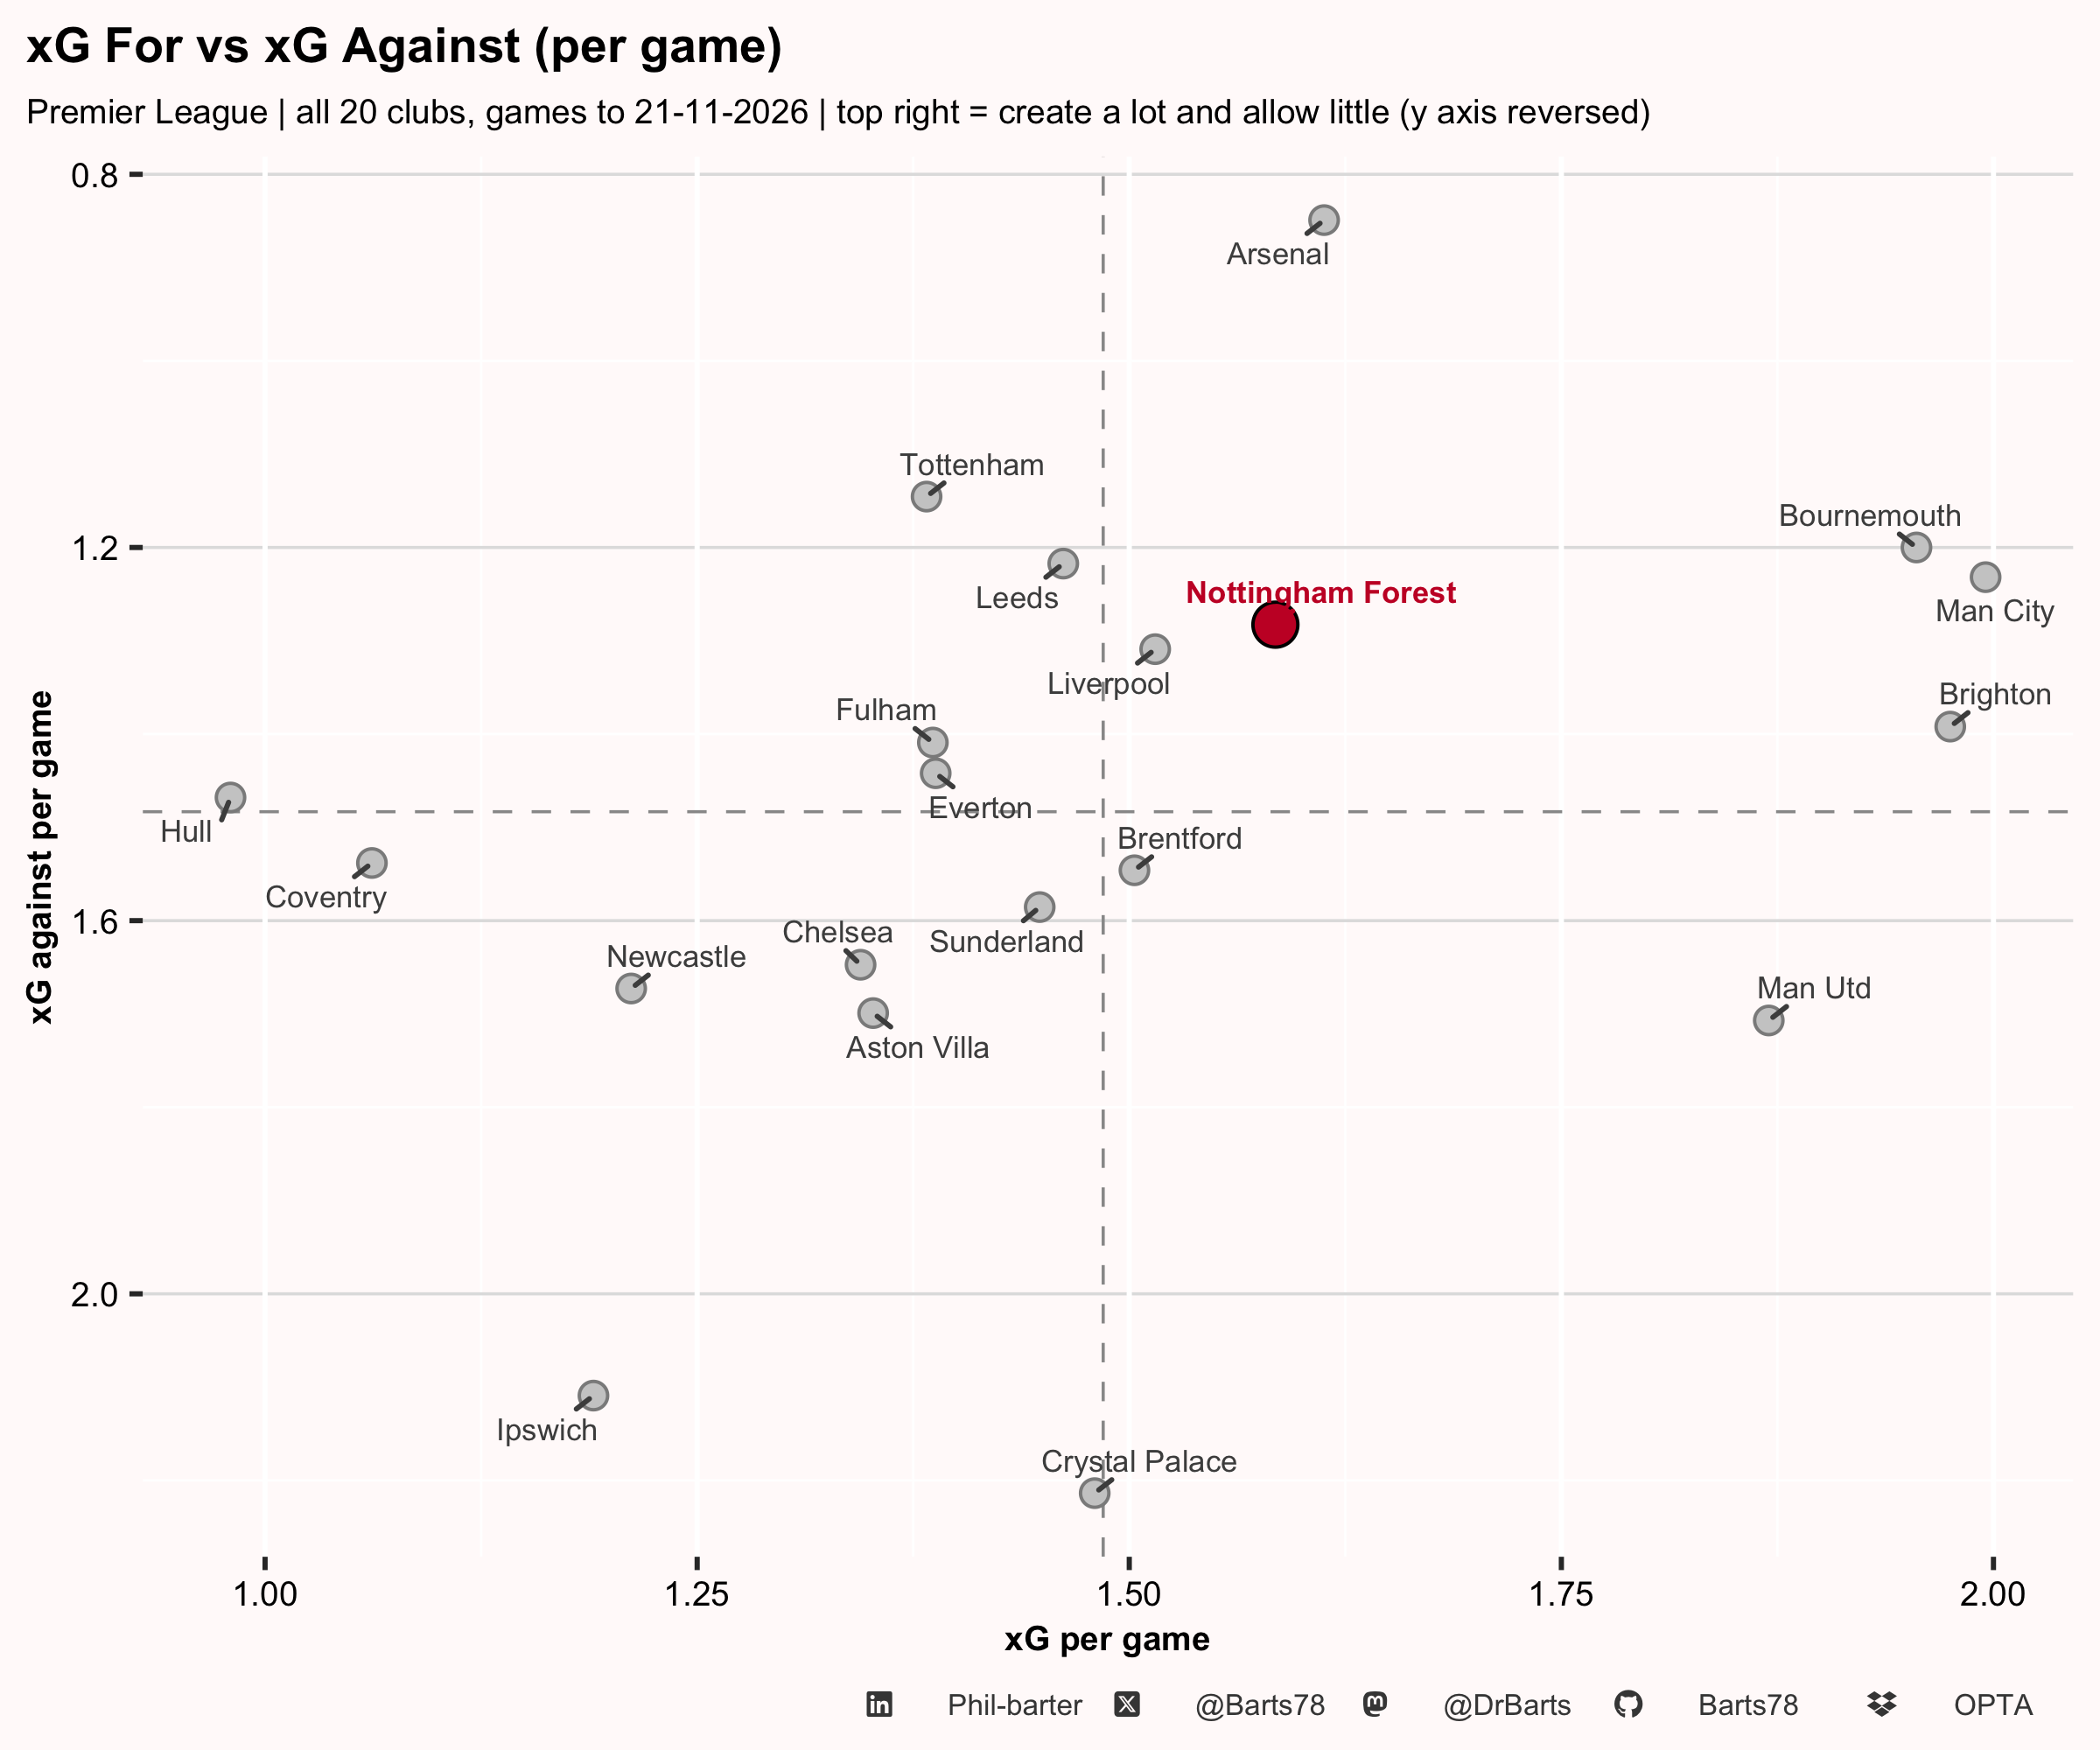 xG For vs xG Against (per game)
Premier League | all 20 clubs, games to 21-11-2026 | top right = create a lot and allow little (y axis reversed)
0.8
Arsenal
Tottenham
Bournemouth
1.2
Leeds
Nottingham Forest
Man City
Liverpool
Brighton
Fulham
Everton
Hull
Brentford
Coventry
1.6
Chelsea
Sunderland
Newcastle
Man Utd
Aston Villa
xG against per game
2.0
Ipswich
Crystal Palace
1.00 1.25 1.50 1.75 2.00
xG per game
Phil-barter @Barts78 @DrBarts Barts78 OPTA